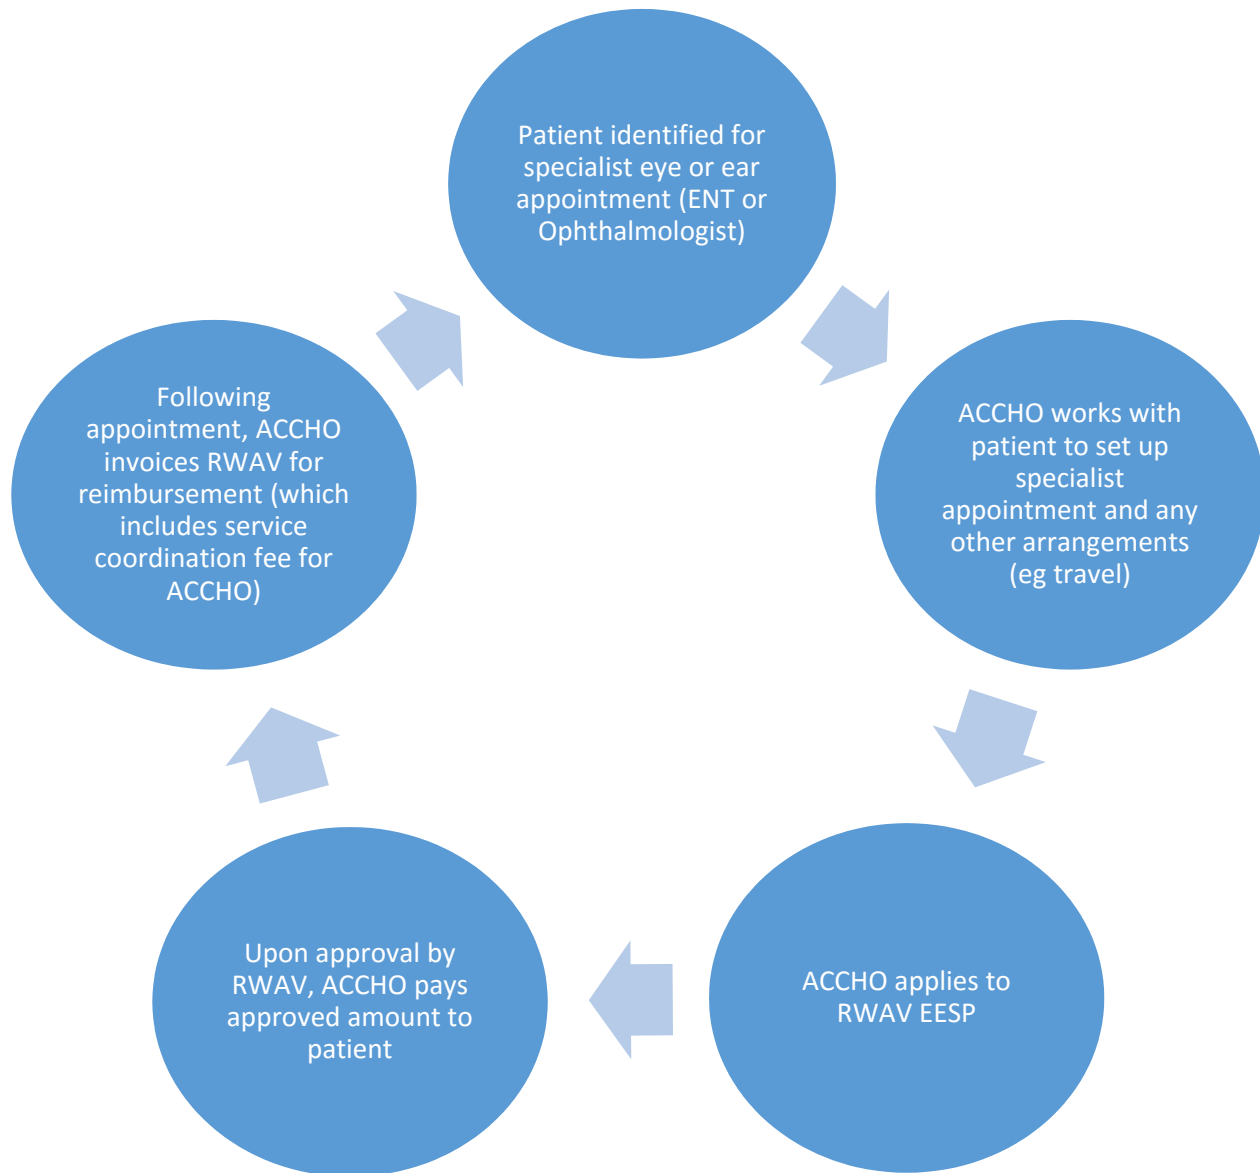 Patient identified for
specialist eye or ear
appointment (ENT or
Ophthalmologist)
ACCHO works with
patient to set up
specialist
appointment and any
other arrangements
(eg travel)
ACCHO applies to
RWAV EESP
Upon approval by
RWAV, ACCHO pays
approved amount to
patient
Following
appointment, ACCHO
invoices RWAV for
reimbursement (which
includes service
coordination fee for
ACCHO)